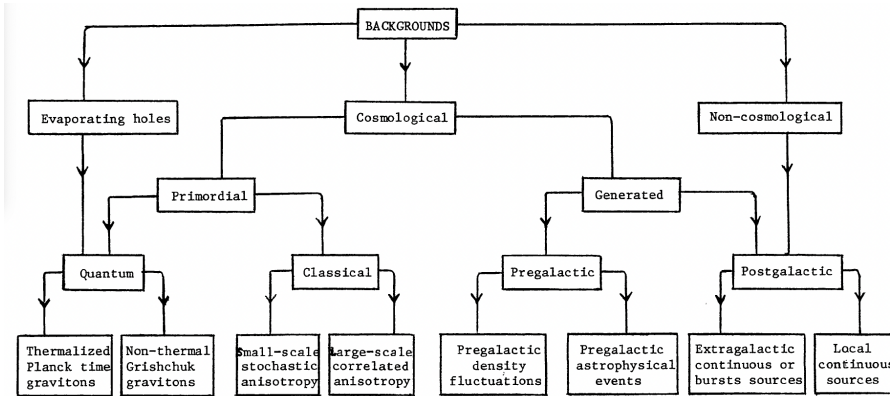 BACKGROUNDS
Evaporating holes
Cosmological
Non-cosmological
Primordial
Generated
Quantum
Classical
Pregalactic
Postgalactic
Thermalized
Planck time
gravitons
Non-thermal
Grishchuk
gravitons
Small-scale
stochastic
anisotropy
Large-scale
correlated
anisotropy
Pregalactic
density
fluctuations
Pregalactic
astrophysical
events
Extragalactic
continuous or
bursts sources
Local
continuous
sources